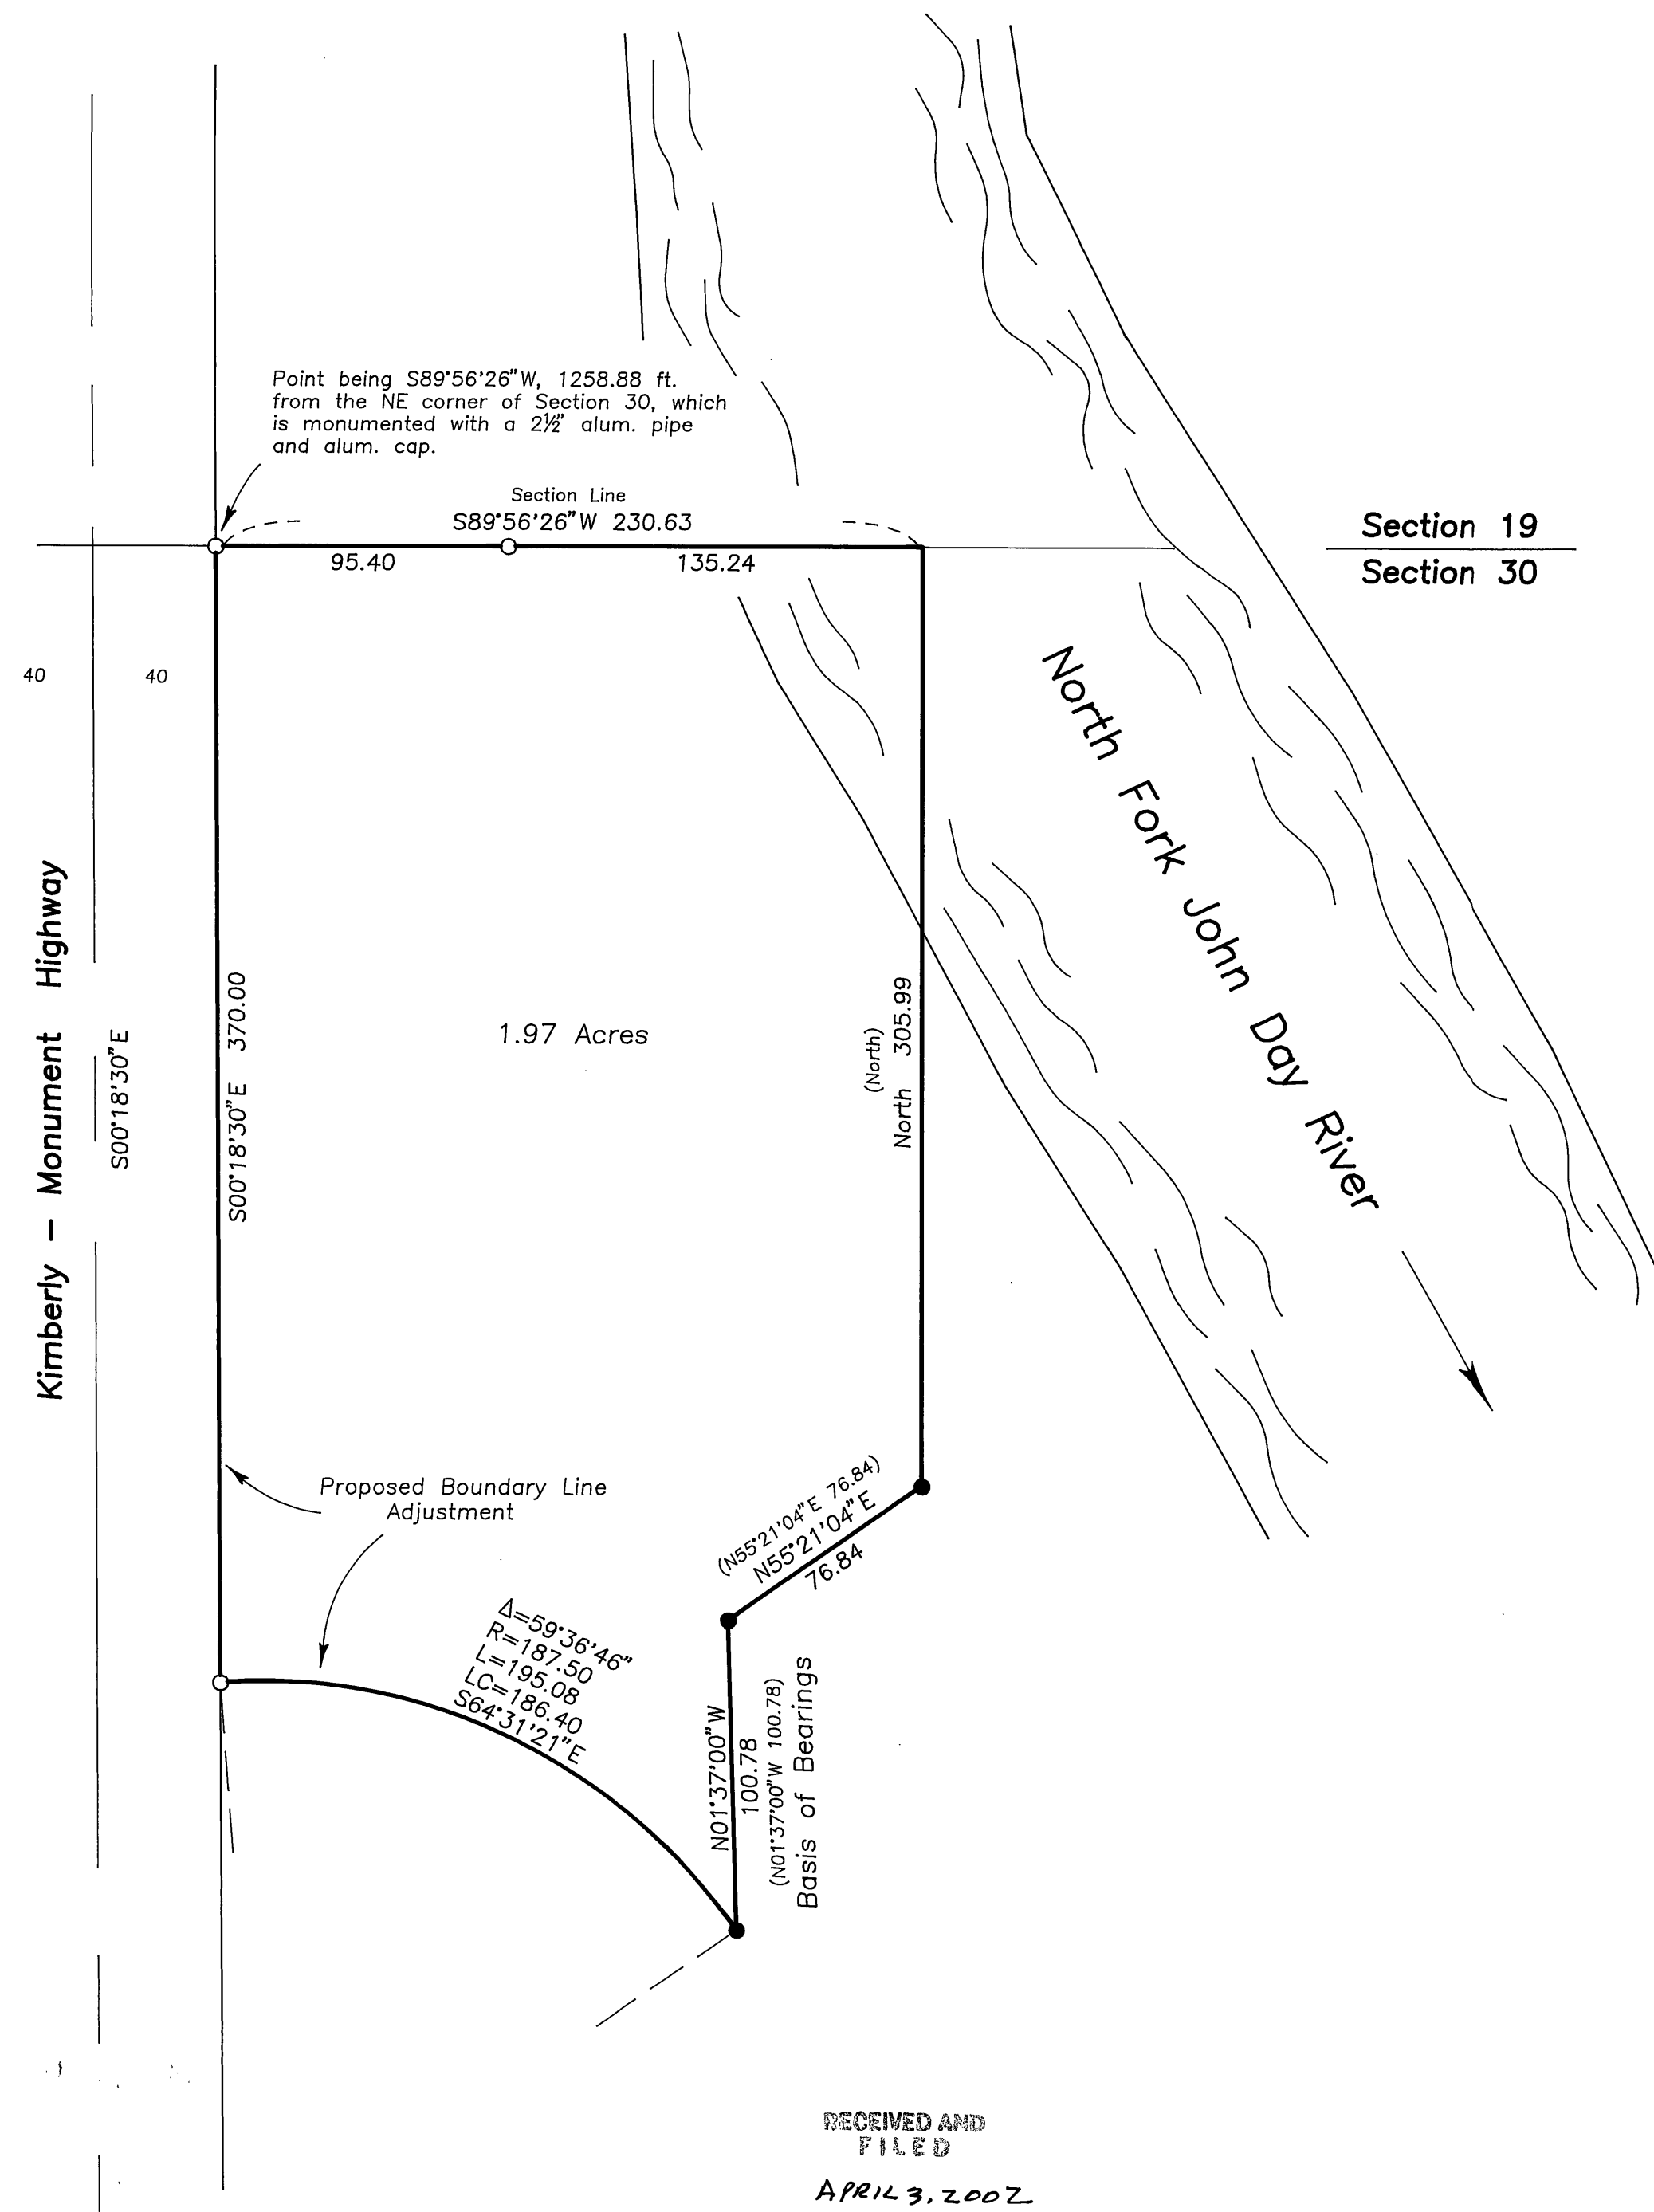 Point being S89°56'26"W, 1258.88 ft.
from the NE corner of Section 30, which
is monumented with a 2½" alum. pipe
and alum. cap.
Section Line
S89°56'26"W 230.63
95.40
135.24
Section 19
Section 30
40
40
North Fork John Day River
Kimberly – Monument Highway
S00°18'30"E
S00°18'30"E 370.00
1.97 Acres
(North)
North 305.99
Proposed Boundary Line
Adjustment
(N55°21'04"E 76.84)
N55°21'04"E
76.84
Δ=59°36'46"
R=187.50
L=195.08
LC=186.40
S64°31'21"E
N01°37'00"W
100.78
(N01°37'00"W 100.78)
Basis of Bearings
RECEIVED AND
FILED
APRIL 3, 2002